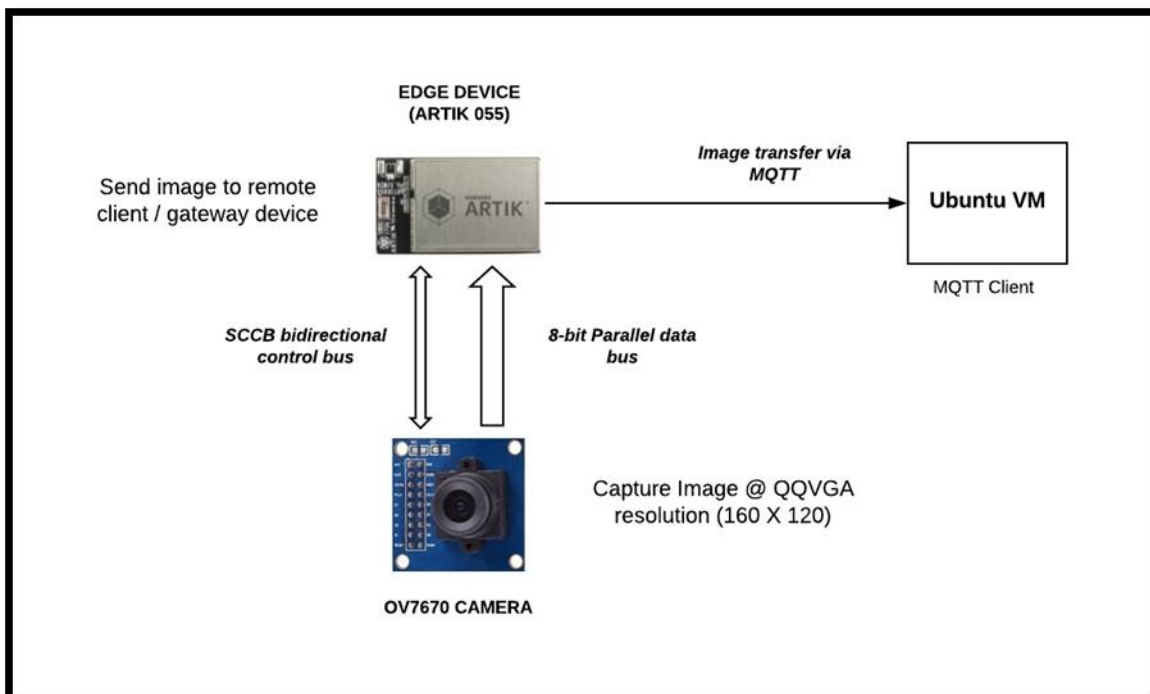 EDGE DEVICE
(ARTIK 055)
Image transfer via
MQTT
Send image to remote
client / gateway device
ARTIK
Ubuntu VM
MQTT Client
SCCB bidirectional
control bus
8-bit Parallel data
bus
Capture Image @ QQVGA
resolution (160 X 120)
OV7670 CAMERA